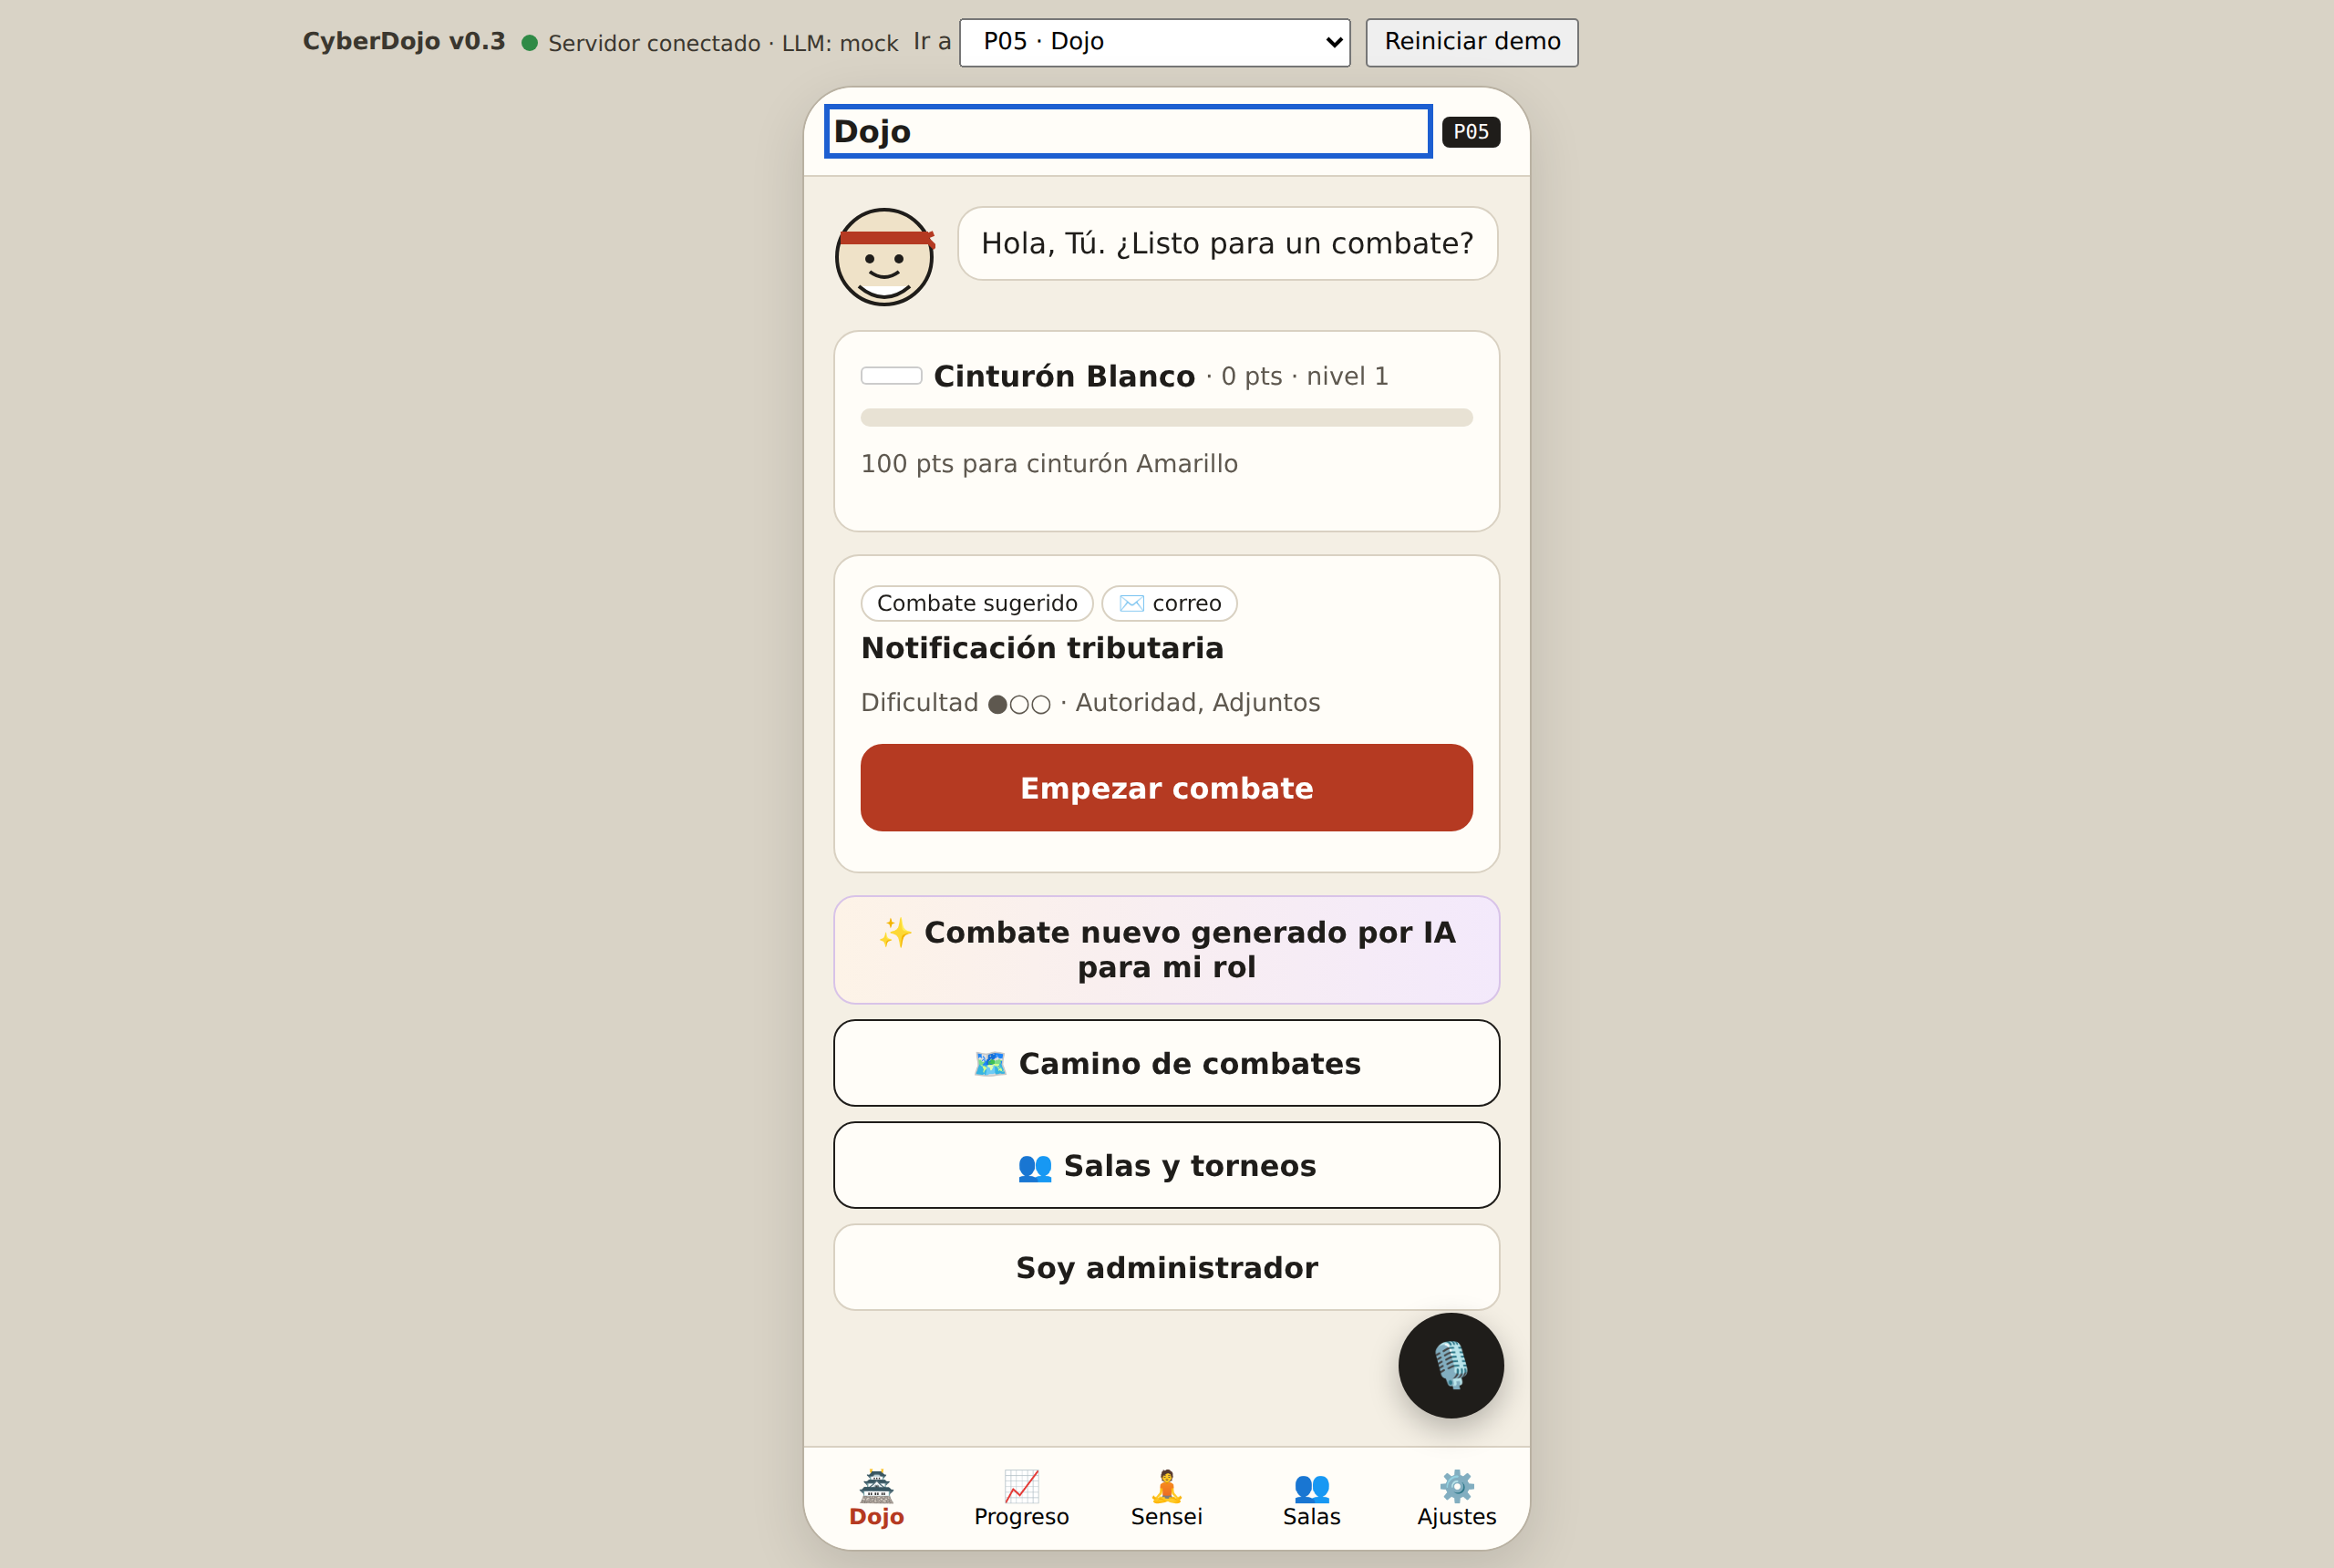 CyberDojo v0.3 Servidor conectado · LLM: mock Ir a P05 · Dojo Reiniciar demo
Dojo P05
Hola, Tú. ¿Listo para un combate?
Cinturón Blanco · 0 pts · nivel 1
100 pts para cinturón Amarillo
Combate sugerido ✉️ correo
Notificación tributaria
Dificultad ●○○ · Autoridad, Adjuntos
Empezar combate
✨ Combate nuevo generado por IA
para mi rol
🗺️ Camino de combates
👥 Salas y torneos
Soy administrador
Dojo Progreso Sensei Salas Ajustes